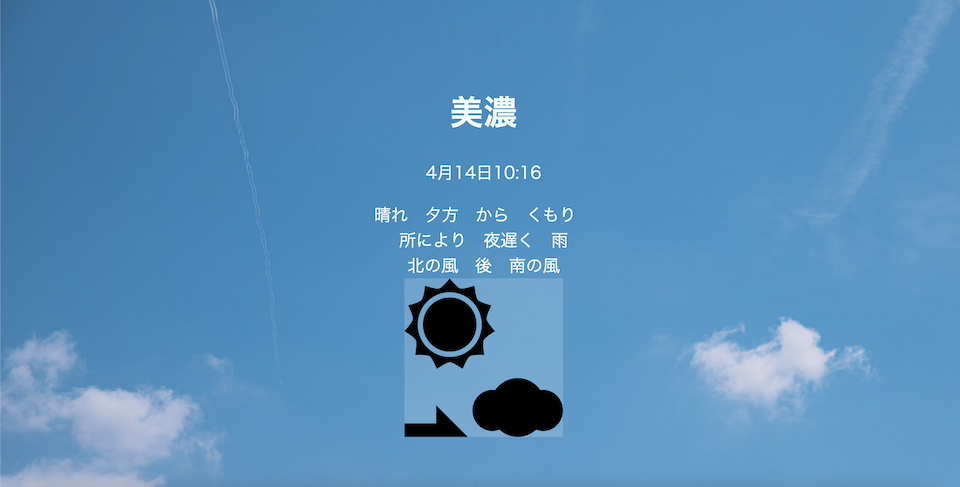 美濃
4月14日10:16
晴れ　夕方　から　くもり
所により　夜遅く　雨
北の風　後　南の風